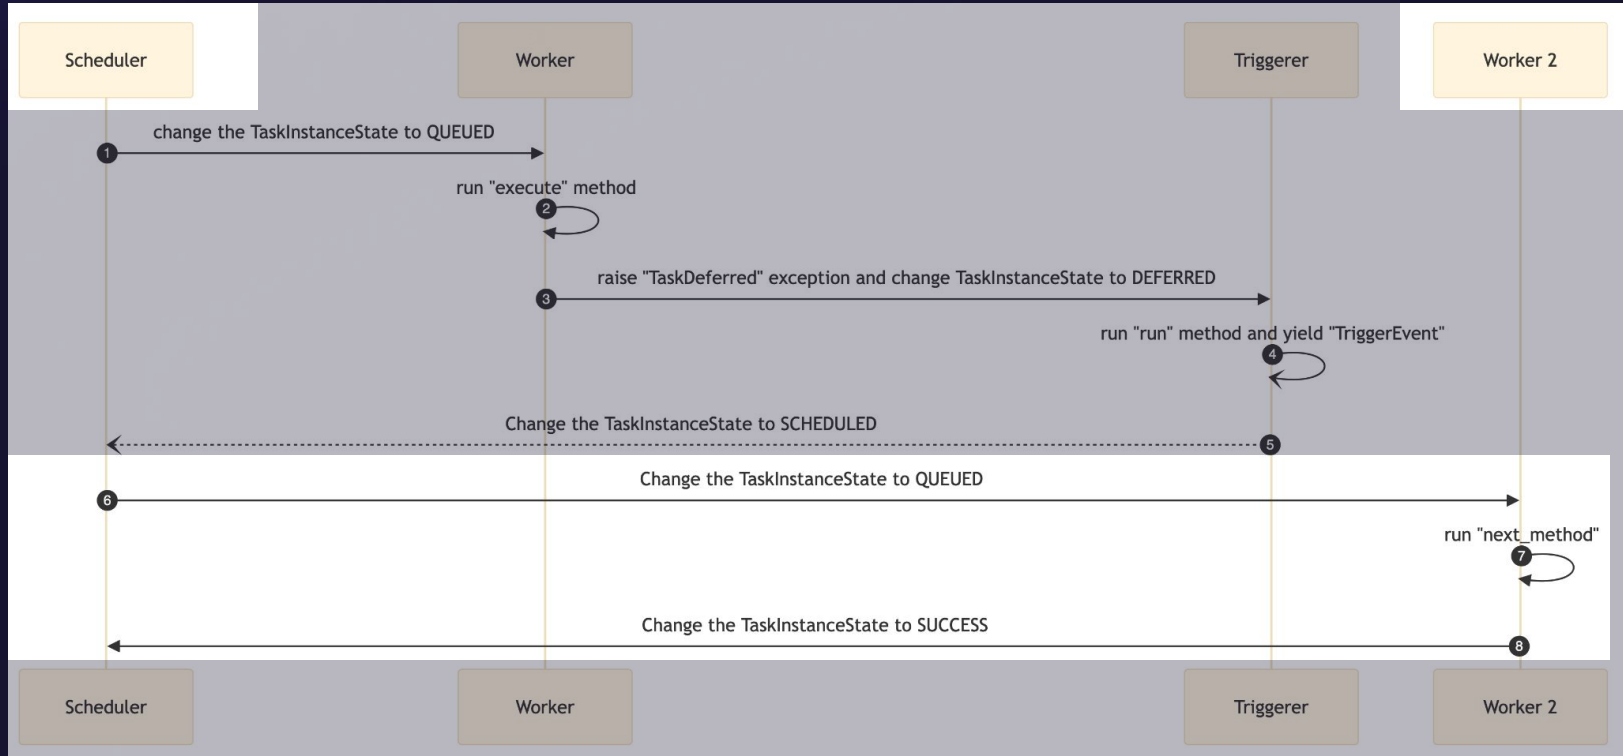 Scheduler
Worker
Triggerer
Worker 2
change the TaskInstanceState to QUEUED
1
run "execute" method
2
raise "TaskDeferred" exception and change TaskInstanceState to DEFERRED
3
run "run" method and yield "TriggerEvent"
4
Change the TaskInstanceState to SCHEDULED
5
Change the TaskInstanceState to QUEUED
6
run "next_method"
7
Change the TaskInstanceState to SUCCESS
8
Scheduler
Worker
Triggerer
Worker 2